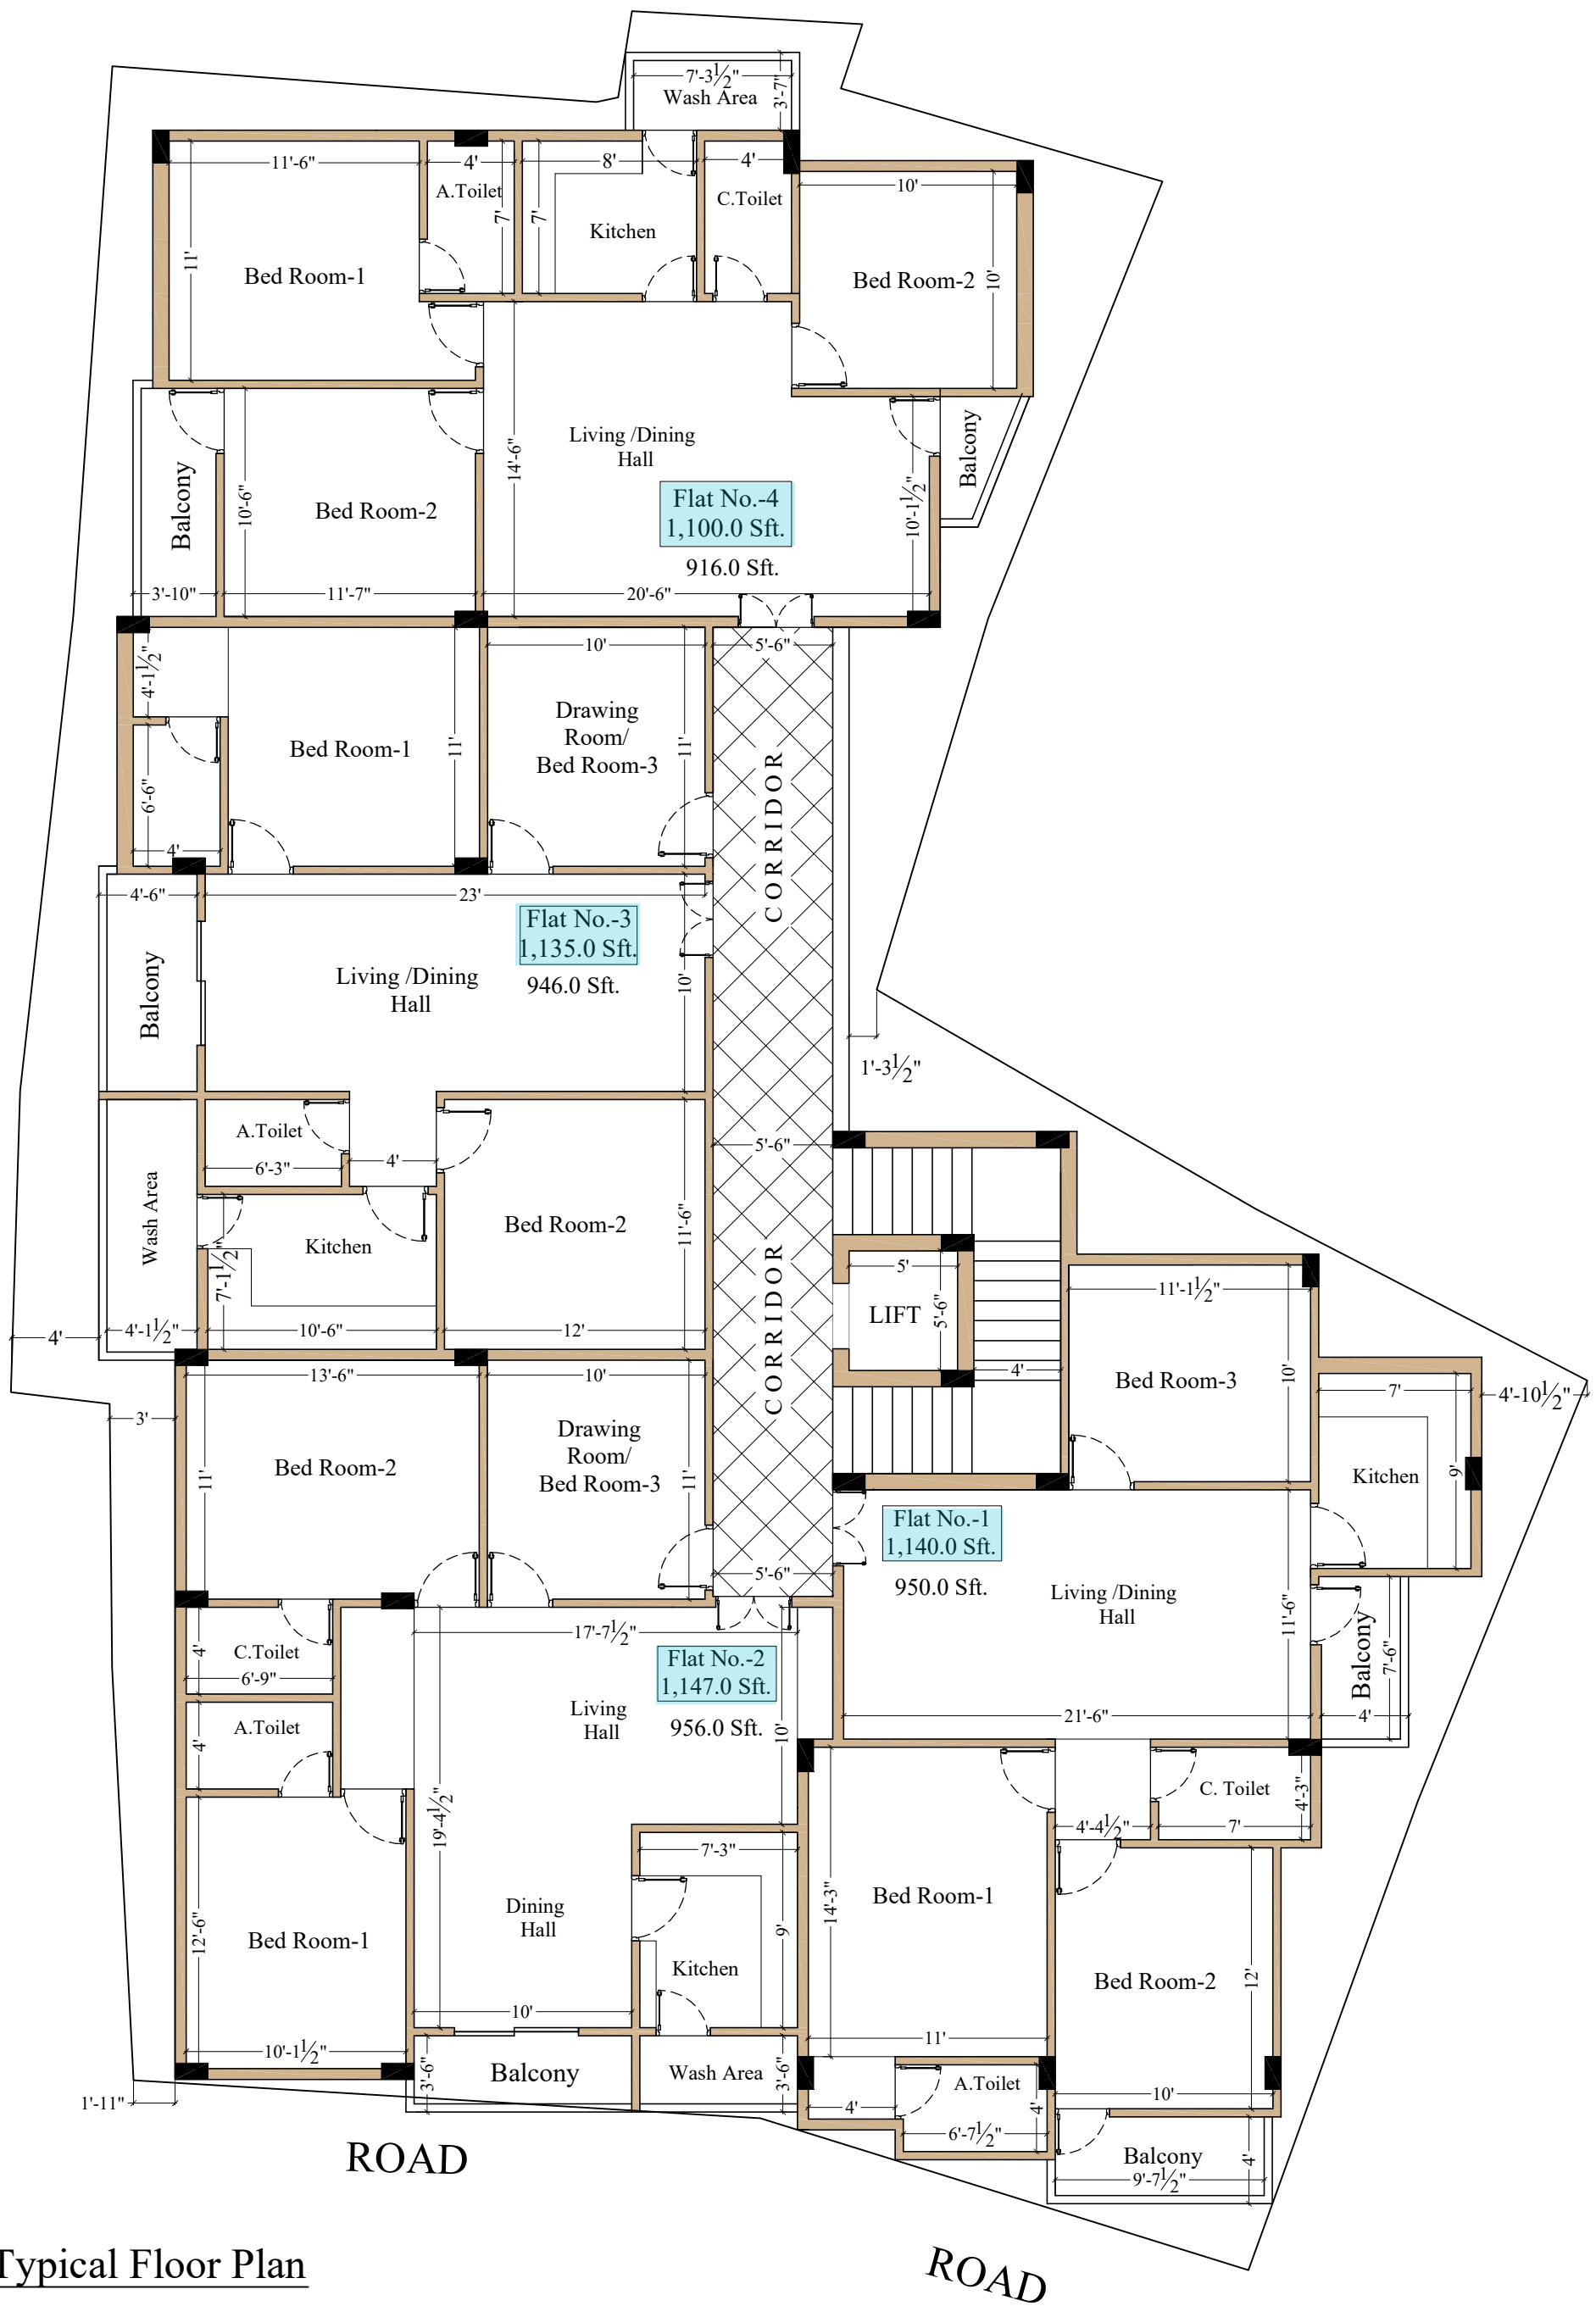 7'-3½"
Wash Area
3'-7"
11'-6"
4'
8'
4'
10'
A.Toilet
C.Toilet
7'
7'
Kitchen
11'
Bed Room-1
Bed Room-2
10'
Living /Dining
Hall
Balcony
14'-6"
Balcony
10'-6"
Bed Room-2
Flat No.-4
1,100.0 Sft.
10'-1½"
916.0 Sft.
3'-10"
11'-7"
20'-6"
4'-1½"
10'
5'-6"
Drawing
Room/
Bed Room-3
Bed Room-1
11'
11'
6'-6"
4'
CORRIDOR
4'-6"
23'
Flat No.-3
1,135.0 Sft.
Living /Dining
Hall
946.0 Sft.
10'
Balcony
1'-3½"
A.Toilet
6'-3"
4'
5'-6"
Wash Area
Bed Room-2
11'-6"
Kitchen
7'-1½"
4'
4'-1½"
10'-6"
12'
CORRIDOR
5'
LIFT
5'-6"
4'
11'-1½"
Bed Room-3
10'
7'
4'-10½"
Kitchen
9'
13'-6"
10'
3'
Drawing
Room/
Bed Room-3
11'
Bed Room-2
11'
5'-6"
Flat No.-1
1,140.0 Sft.
950.0 Sft.
Living /Dining
Hall
11'-6"
Balcony
7'-6"
21'-6"
4'
4'
C.Toilet
6'-9"
17'-7½"
Flat No.-2
1,147.0 Sft.
956.0 Sft.
Living
Hall
10'
A.Toilet
4'
19'-4½"
C. Toilet
4'-3"
4'-4½"
7'
7'-3"
Bed Room-1
14'-3"
Dining
Hall
12'-6"
Bed Room-1
9'
Kitchen
Bed Room-2
12'
10'
11'
10'-1½"
3'-6"
Balcony
Wash Area
3'-6"
1'-11"
4'
A.Toilet
4'
6'-7½"
10'
Balcony
9'-7½"
4'
ROAD
ROAD
Typical Floor Plan